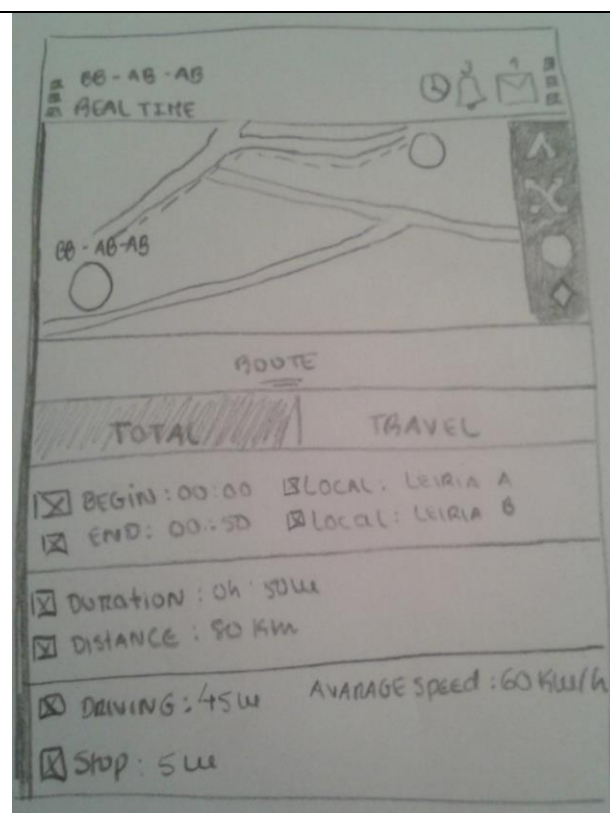 BB-AB-AB
REAL TIME
3 1
BB-AB-AB
ROUTE
TOTAL TRAVEL
BEGIN: 00:00 LOCAL: LEIRIA A
END: 00:50 LOCAL: LEIRIA B
DURATION: 0h:50m
DISTANCE: 80 Km
DRIVING: 45m AVARAGE SPEED: 60 Km/h
Stop: 5m